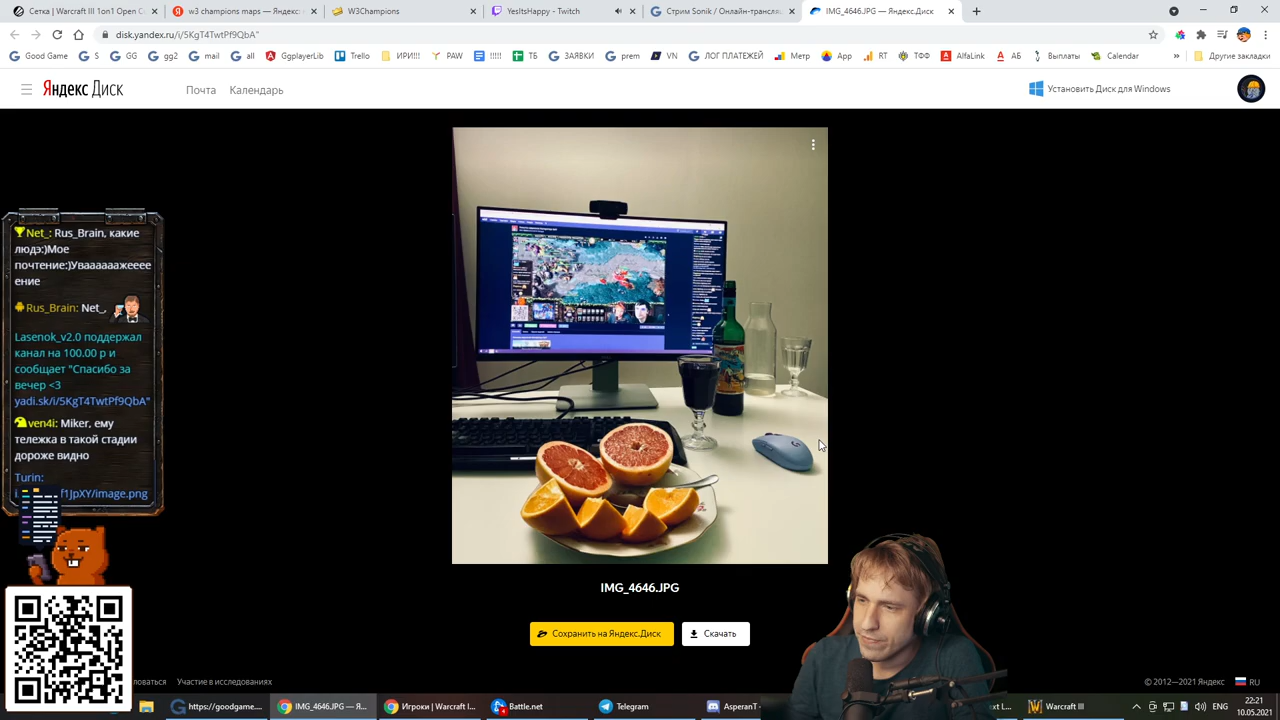 Сетка | Warcraft III 1on1 Open C
w3 champions maps — Яндекс:
W3Champions
YesItsHappy - Twitch
Стрим Sonik / Онлайн-трансля
IMG_4646.JPG — Яндекс.Диск
disk.yandex.ru/i/5KgT4TwtPf9QbA"
Good Game
S
GG
gg2
mail
all
GgplayerLib
Trello
ИРИ!!!
PAW
!!!!!
ТБ
ЗАЯВКИ
prem
VN
ЛОГ ПЛАТЕЖЕЙ
Метр
App
RT
ТФФ
AlfaLink
АБ
Выплаты
Calendar
»
Другие закладки
Яндекс Диск
Почта
Календарь
Установить Диск для Windows
Net_: Rus_Brain, какие
людэ:)Мое
почтение:)Уваааааажееее
ение
Rus_Brain: Net_,
Lasenok_v2.0 поддержал
канал на 100.00 р и
сообщает "Спасибо за
вечер <3
yadi.sk/i/5KgT4TwtPf9QbA"
ven4i: Miker, ему
тележка в такой стадии
дороже видно
Turin:
f1JpXY/image.png
IMG_4646.JPG
Сохранить на Яндекс.Диск
Скачать
ловаться
Участие в исследованиях
© 2012—2021 Яндекс
RU
https://goodgame....
IMG_4646.JPG — Я...
Игроки | Warcraft I...
Battle.net
Telegram
AsperanT
ext L...
Warcraft III
ENG
22:21
10.05.2021